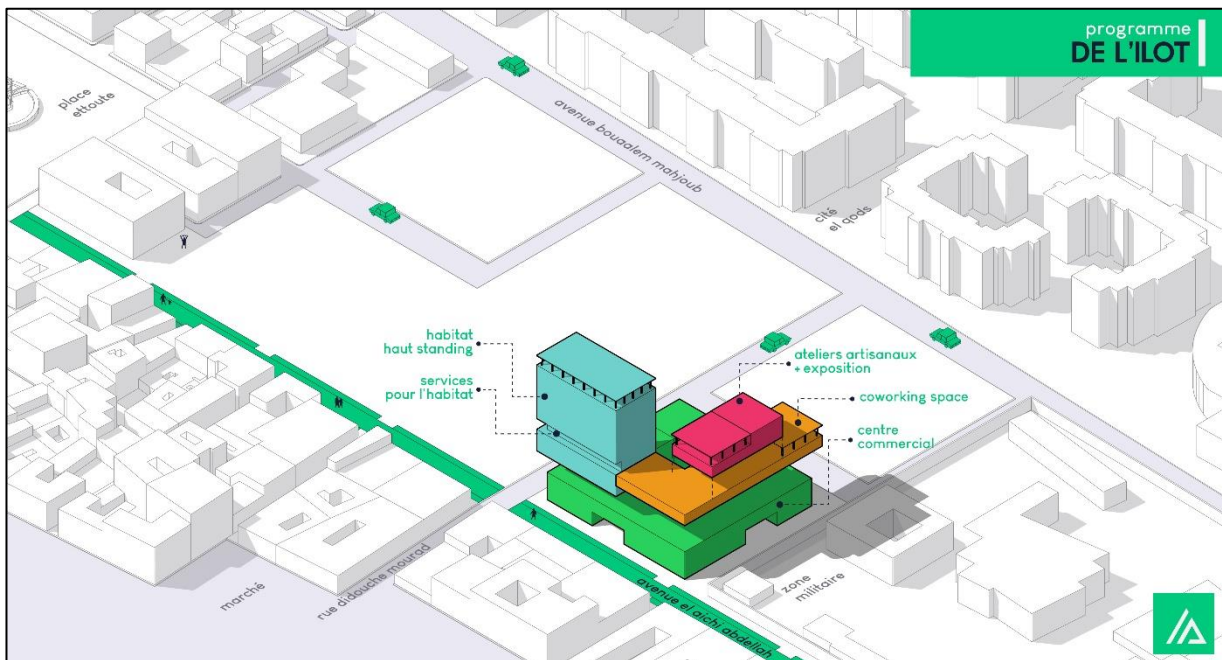 programme
DE L'ILOT
place
ettoute
avenue bouaalem mahjoub
cité
el qods
habitat
haut standing
services
pour l'habitat
ateliers artisanaux
+ exposition
coworking space
centre
commercial
marché
rue didouche mourad
avenue el aichi abdellah
zone
militaire